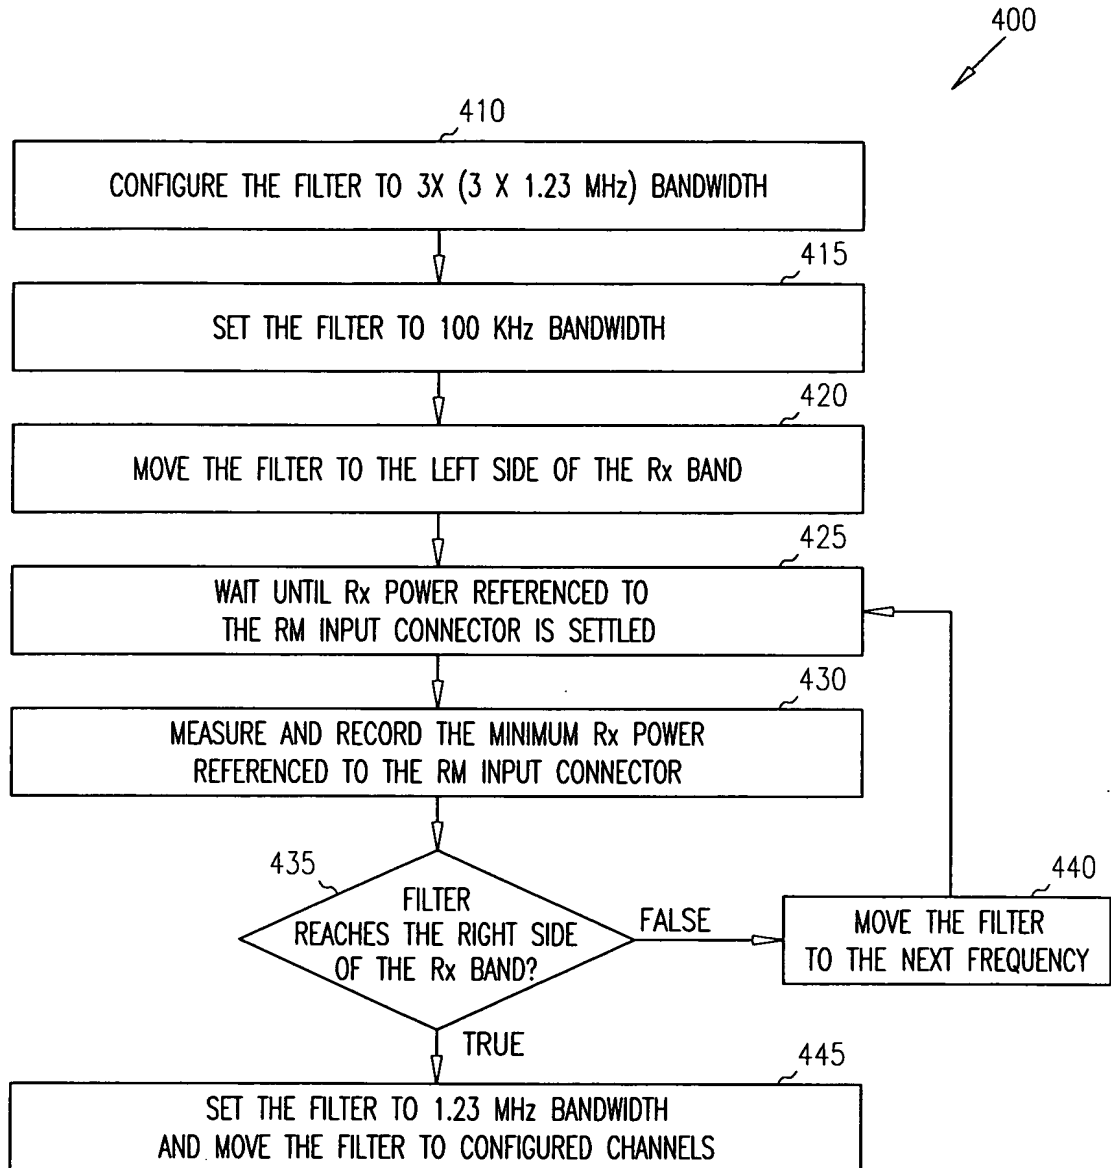 400
410
CONFIGURE THE FILTER TO 3X (3 X 1.23 MHz) BANDWIDTH
415
SET THE FILTER TO 100 KHz BANDWIDTH
420
MOVE THE FILTER TO THE LEFT SIDE OF THE Rx BAND
425
WAIT UNTIL Rx POWER REFERENCED TO
THE RM INPUT CONNECTOR IS SETTLED
430
MEASURE AND RECORD THE MINIMUM Rx POWER
REFERENCED TO THE RM INPUT CONNECTOR
435
FILTER
REACHES THE RIGHT SIDE
OF THE Rx BAND?
FALSE
440
MOVE THE FILTER
TO THE NEXT FREQUENCY
TRUE
445
SET THE FILTER TO 1.23 MHz BANDWIDTH
AND MOVE THE FILTER TO CONFIGURED CHANNELS